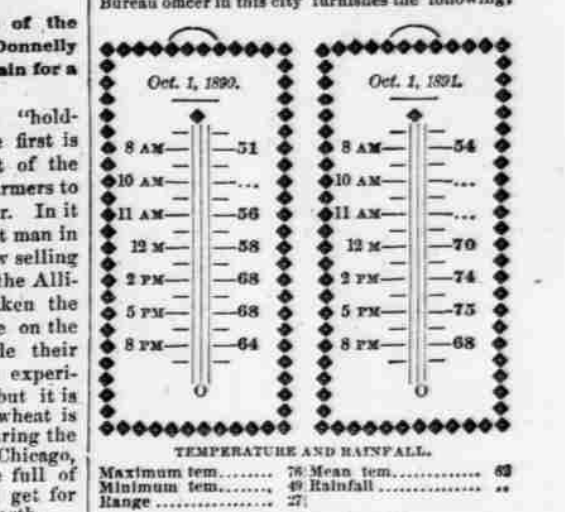 Bureau officer in this city furnishes the following:
of the
Donnelly
ain for a
"hold-
e first is
t of the
rmers to
r. In it
t man in
w selling
the Alli-
aken the
e on the
le their
experi-
but it is
wheat is
ring the
Chicago,
e full of
get for
Oct. 1, 1890.
8 AM 51
10 AM ...
11 AM 56
12 M 58
2 PM 68
5 PM 68
8 PM 64
O
Oct. 1, 1891.
8 AM 54
10 AM ...
11 AM ...
12 M 70
2 PM 74
5 PM 75
8 PM 68
O
TEMPERATURE AND RAINFALL.
Maximum tem........ 76 Mean tem............. 62
Minimum tem........ 49 Rainfall ............. ..
Range ............... 27